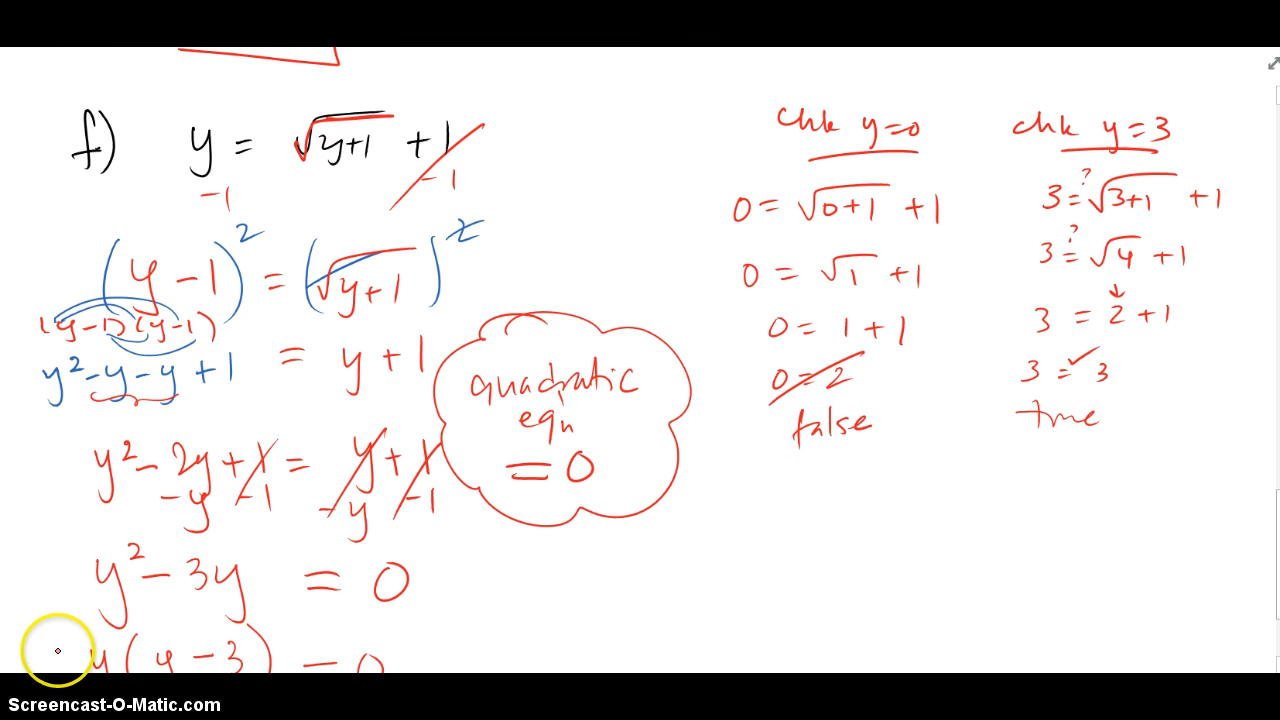 f) y = √y+1 + 1
-1 -1
(y - 1)² = (√y+1)²
(y-1)(y-1)
y² - y - y + 1 = y + 1
y² - 2y + 1 = y + 1
-y -1 -y -1
y² - 3y = 0
y(y - 3) = 0
quadratic
eqn
= 0
chk y=0
0 = √0+1 + 1
0 = √1 + 1
0 = 1 + 1
0 = 2
false
chk y=3
3 ?= √3+1 + 1
3 ?= √4 + 1
3 = 2 + 1
3 =✓ 3
true
Screencast-O-Matic.com